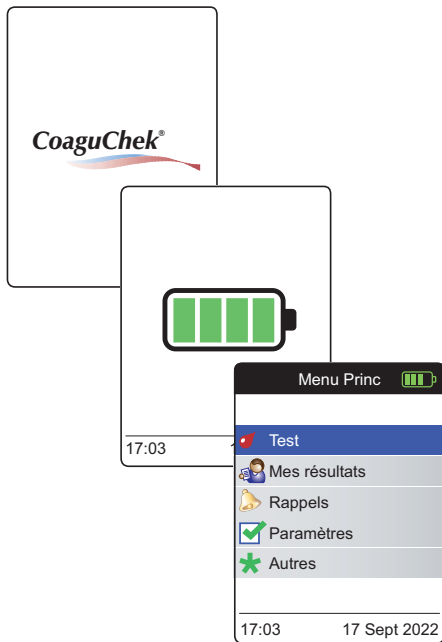 CoaguChek®
17:03
Menu Princ
Test
Mes résultats
Rappels
Paramètres
Autres
17:03 17 Sept 2022